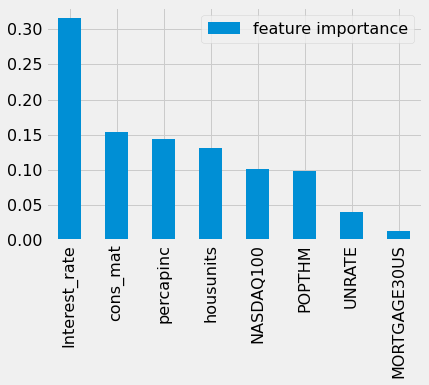 feature importance
0.30
0.25
0.20
0.15
0.10
0.05
0.00
Interest_rate
cons_mat
percapinc
housunits
NASDAQ100
POPTHM
UNRATE
MORTGAGE30US